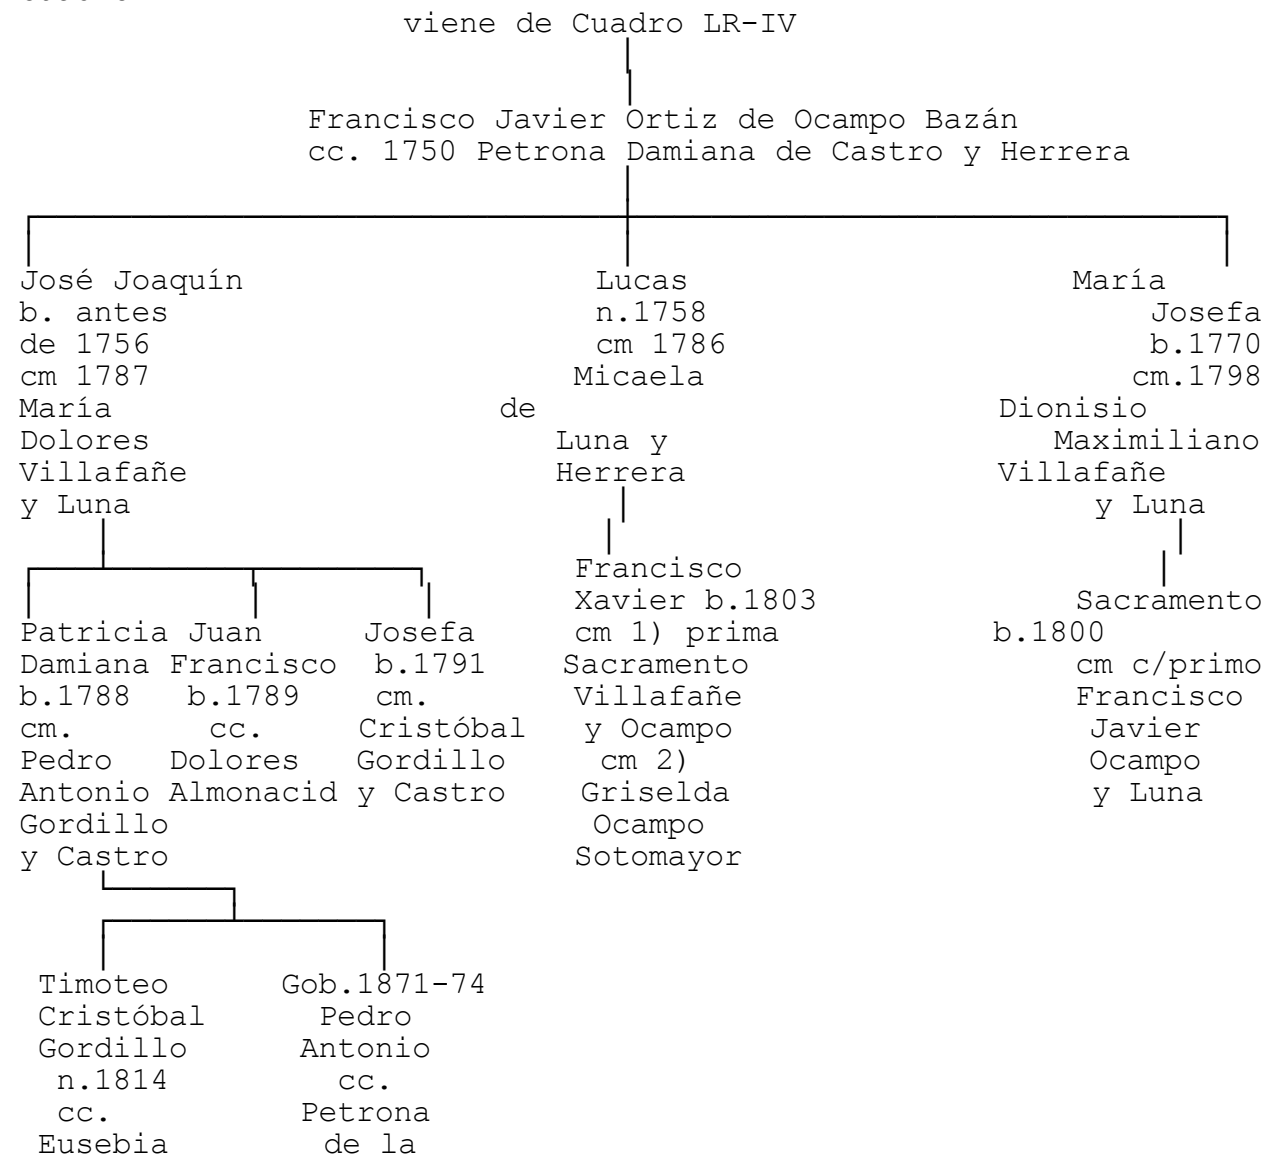 viene de Cuadro LR-IV
Francisco Javier Ortiz de Ocampo Bazán
cc. 1750 Petrona Damiana de Castro y Herrera
José Joaquín Lucas María
b. antes n.1758 Josefa
de 1756 cm 1786 b.1770
cm 1787 Micaela cm.1798
María de Dionisio
Dolores Luna y Maximiliano
Villafañe Herrera Villafañe
y Luna y Luna
Francisco
Xavier b.1803 Sacramento
Patricia Juan Josefa cm 1) prima b.1800
Damiana Francisco b.1791 Sacramento cm c/primo
b.1788 b.1789 cm. Villafañe Francisco
cm. cc. Cristóbal y Ocampo Javier
Pedro Dolores Gordillo cm 2) Ocampo
Antonio Almonacid y Castro Griselda y Luna
Gordillo Ocampo
y Castro Sotomayor
Timoteo Gob.1871-74
Cristóbal Pedro
Gordillo Antonio
n.1814 cc.
cc. Petrona
Eusebia de la